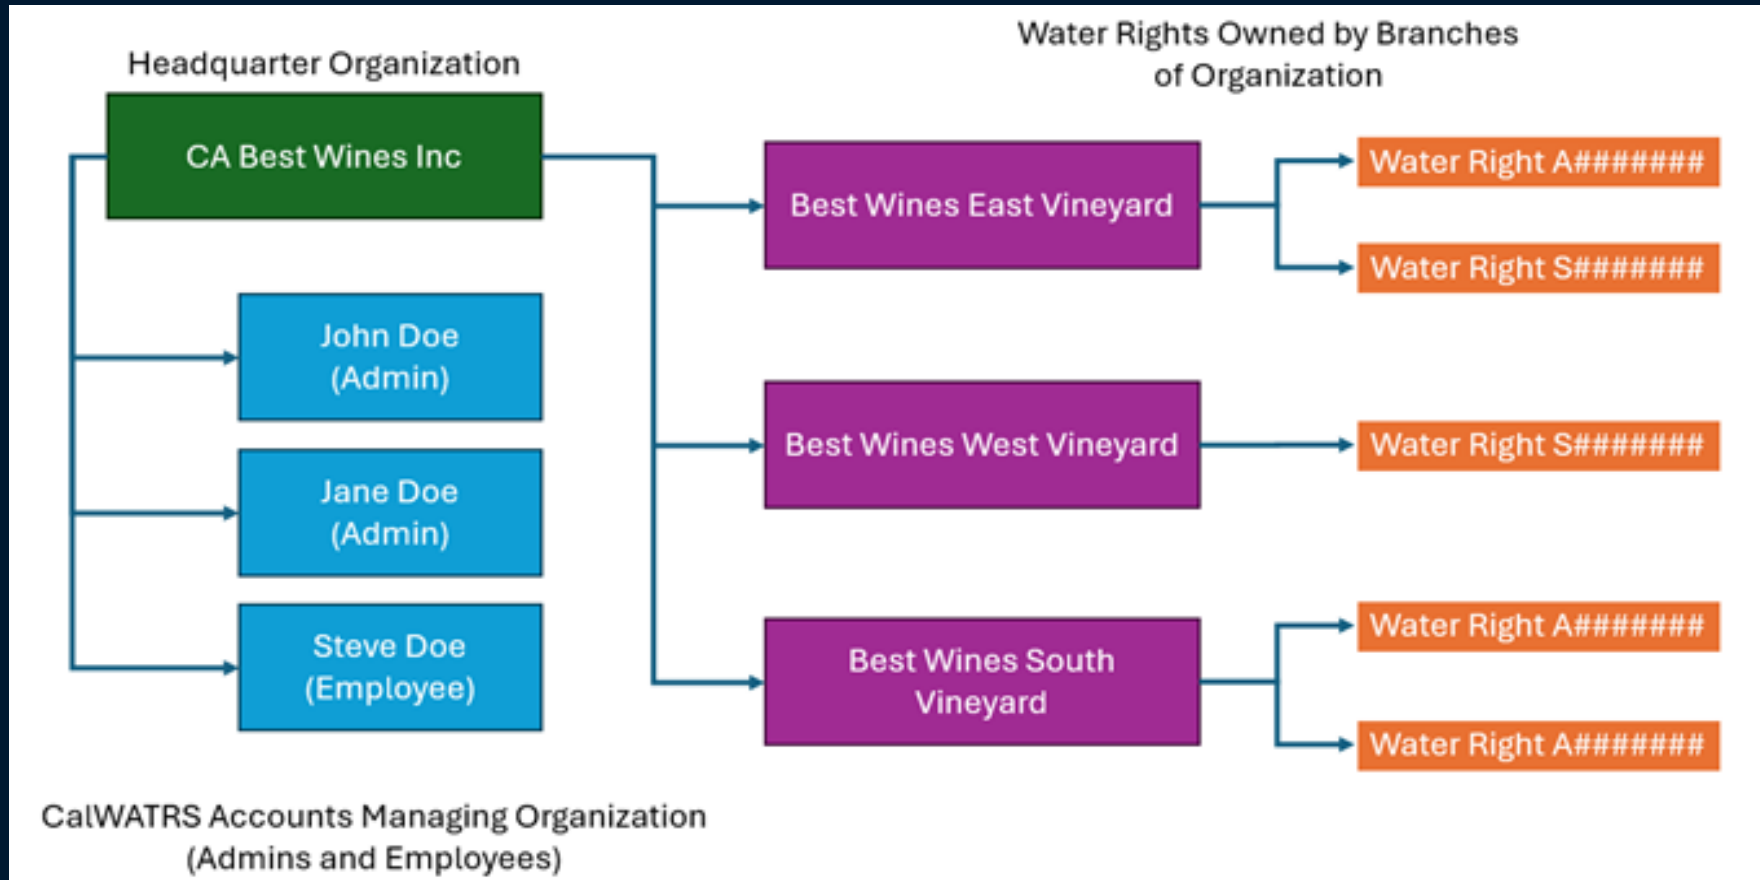 Headquarter Organization
CA Best Wines Inc
John Doe
(Admin)
Jane Doe
(Admin)
Steve Doe
(Employee)
CalWATRS Accounts Managing Organization
(Admins and Employees)
Water Rights Owned by Branches
of Organization
Best Wines East Vineyard
Water Right A#######
Water Right S#######
Best Wines West Vineyard
Water Right S#######
Best Wines South
Vineyard
Water Right A#######
Water Right A#######